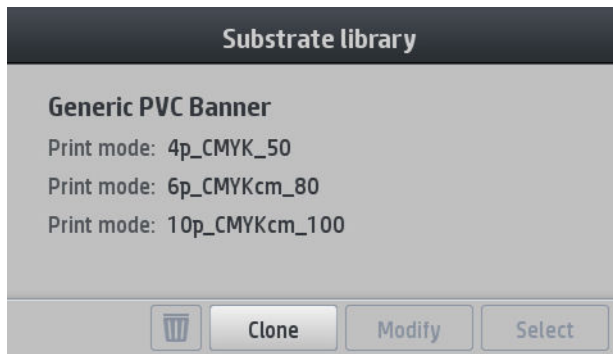 Substrate library
Generic PVC Banner
Print mode: 4p_CMYK_50
Print mode: 6p_CMYKcm_80
Print mode: 10p_CMYKcm_100
Clone Modify Select